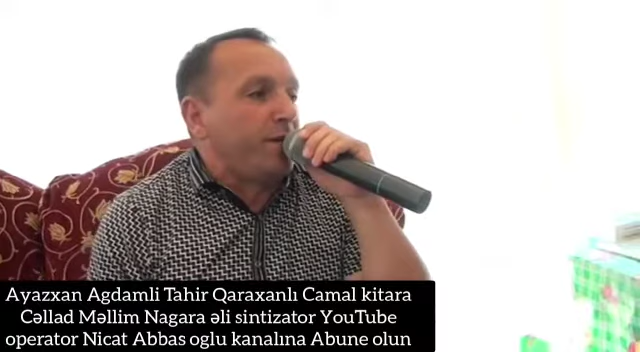 Ayazxan Agdamli Tahir Qaraxanlı Camal kitara
Cəllad Məllim Nagara əli sintizator YouTube
operator Nicat Abbas oglu kanalına Abune olun